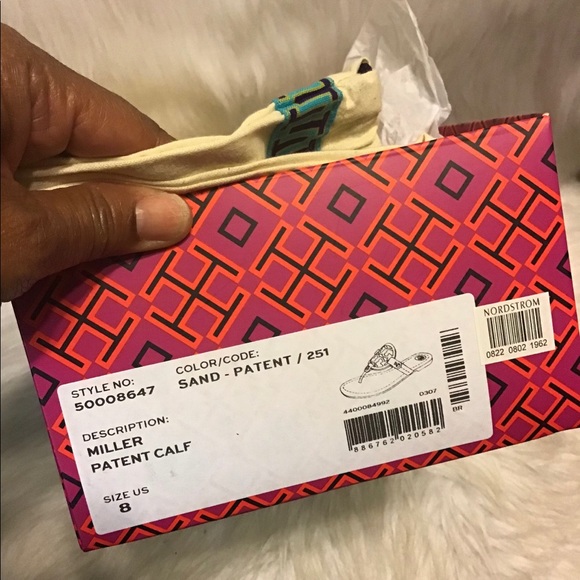 STYLE NO:
50008647
COLOR/CODE:
SAND - PATENT / 251
DESCRIPTION:
MILLER
PATENT CALF
SIZE US
8
4400084992 0307
886762020582
BR
NORDSTROM
0822 0802 1962